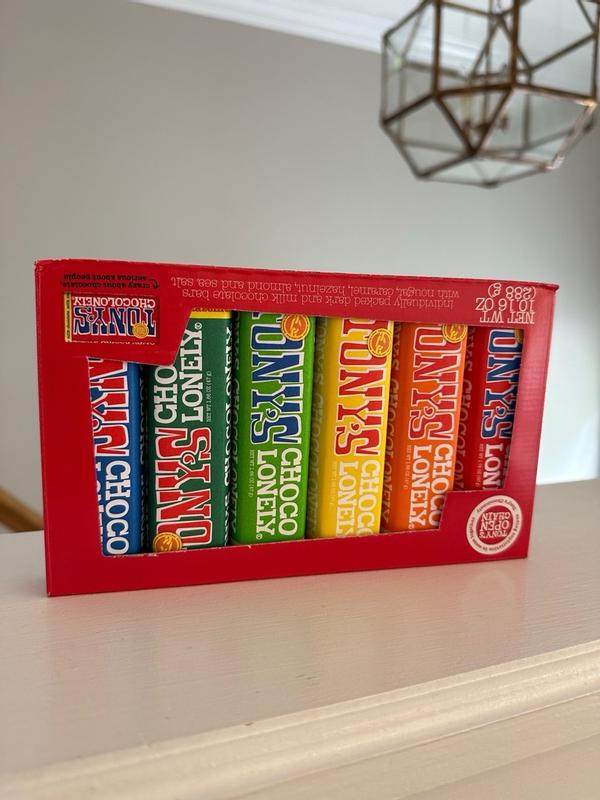 crazy about chocolate
serious about people
TONY'S
CHOCOLONELY
Individually packed dark and milk chocolate bars
with nougat, caramel, hazelnut, almond and sea salt
NET WT
10.16 OZ
(288 g)
TONY'S
CHOCO
TONY'S
CHOCO
LONELY®
TONY'S
CHOCO
LONELY®
TONY'S
CHOCO
LONELY
TONY'S
CHOCO
LONELY
TONY'S
LON
TONY'S
OPEN
CHAIN